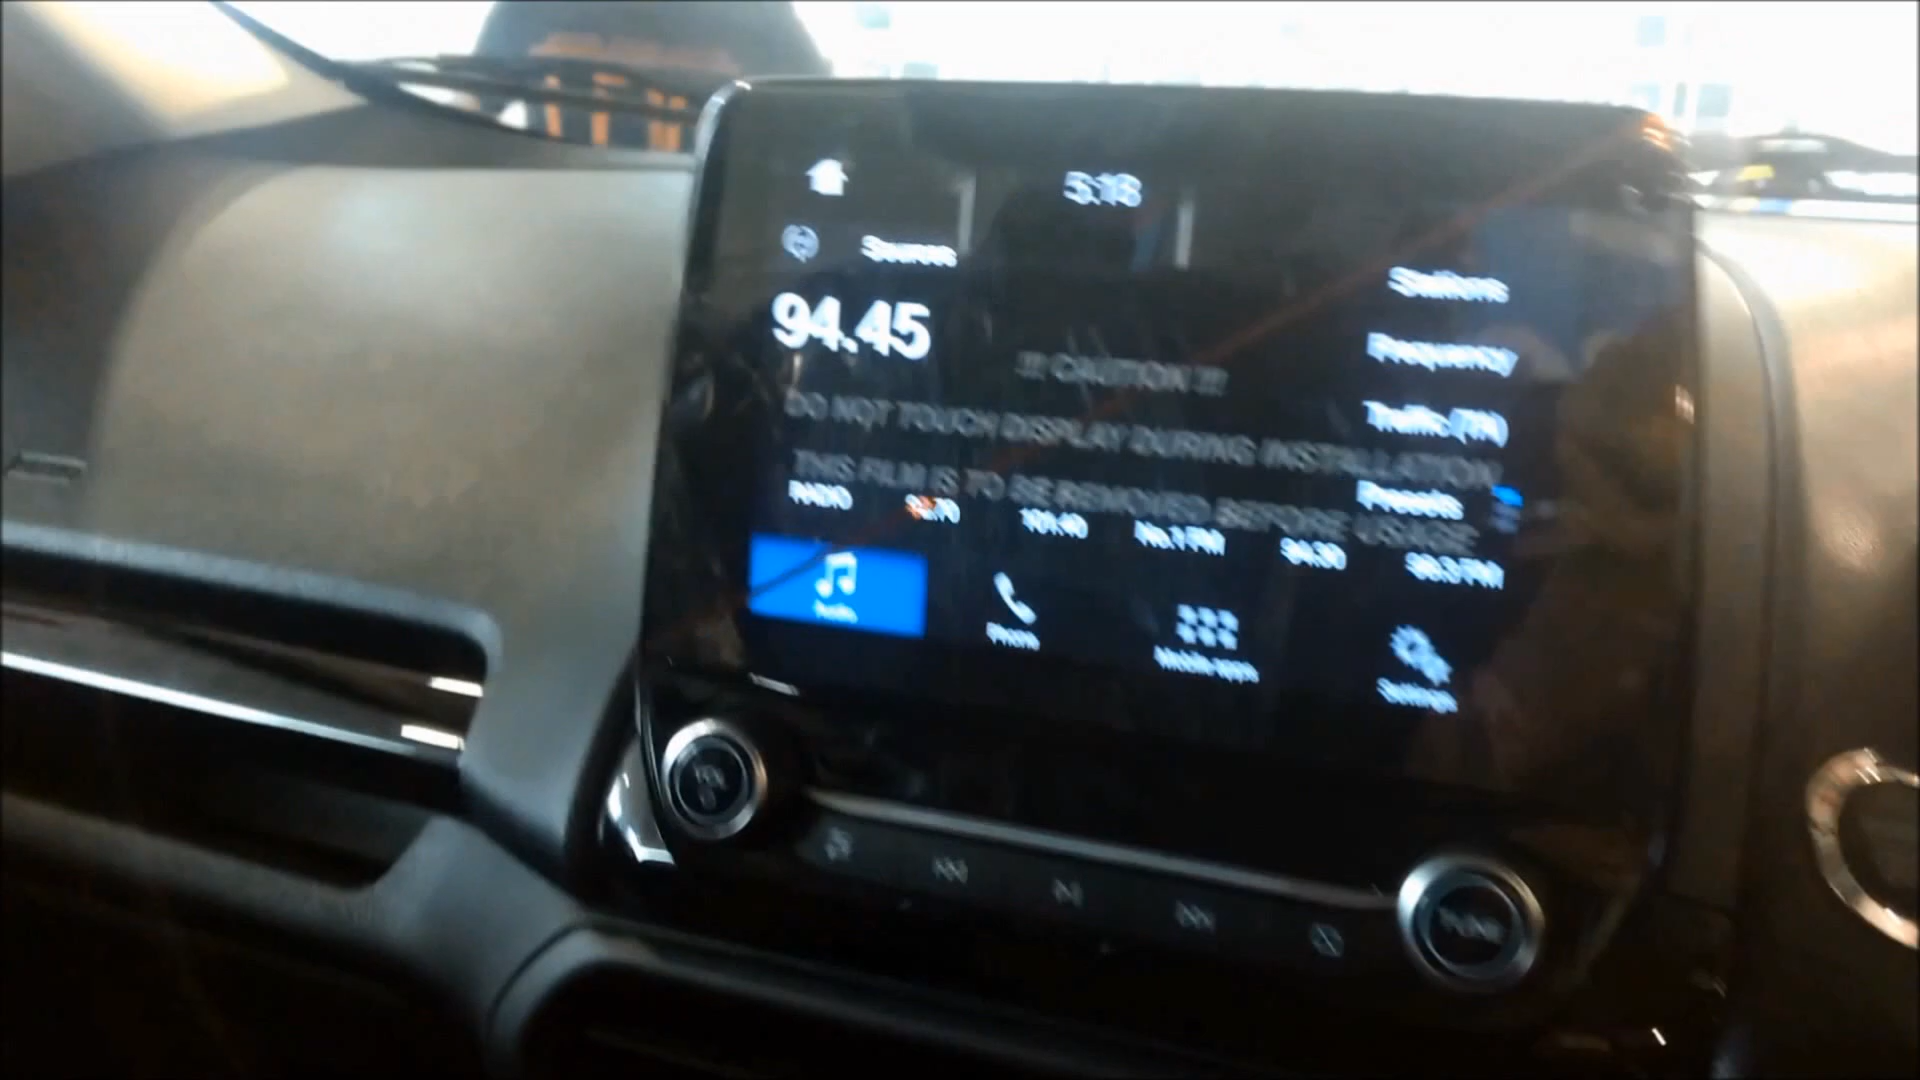 5:18
Sources
94.45
Stations
Frequency
Traffic (TA)
Presets
!!! CAUTION !!!
DO NOT TOUCH DISPLAY DURING INSTALLATION
THIS FILM IS TO BE REMOVED BEFORE USAGE
RADIO
101.40
No.1 FM
94.30
98.3 FM
Audio
Phone
Mobile apps
Settings
TUNE